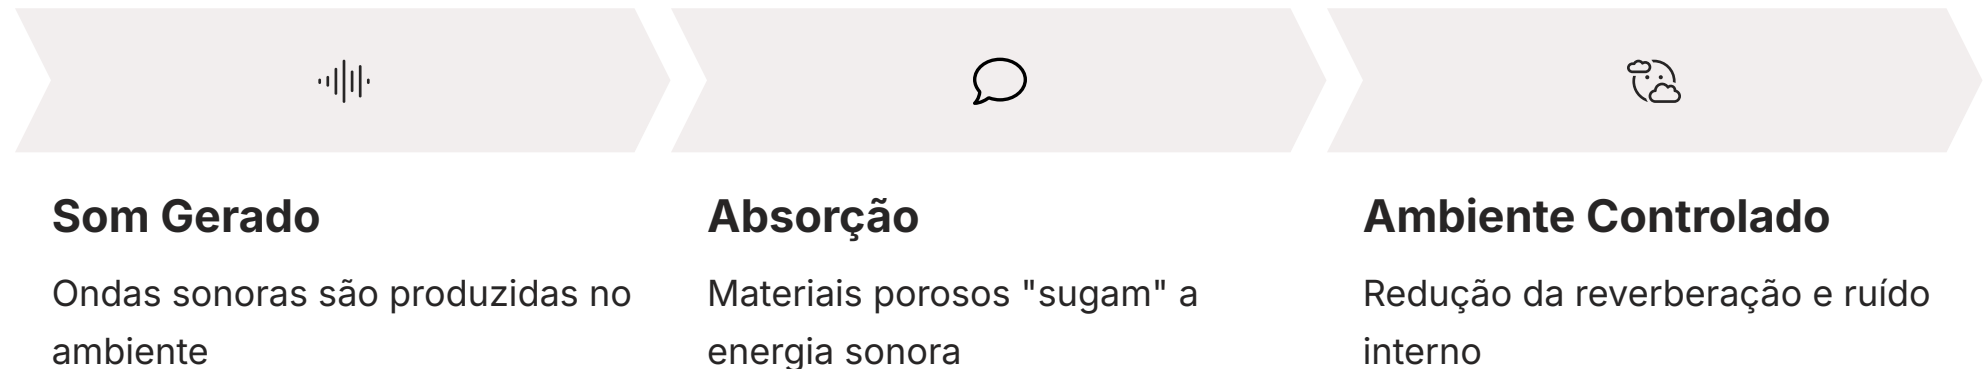 Som Gerado
Ondas sonoras são produzidas no
ambiente
Absorção
Materiais porosos "sugam" a
energia sonora
Ambiente Controlado
Redução da reverberação e ruído
interno